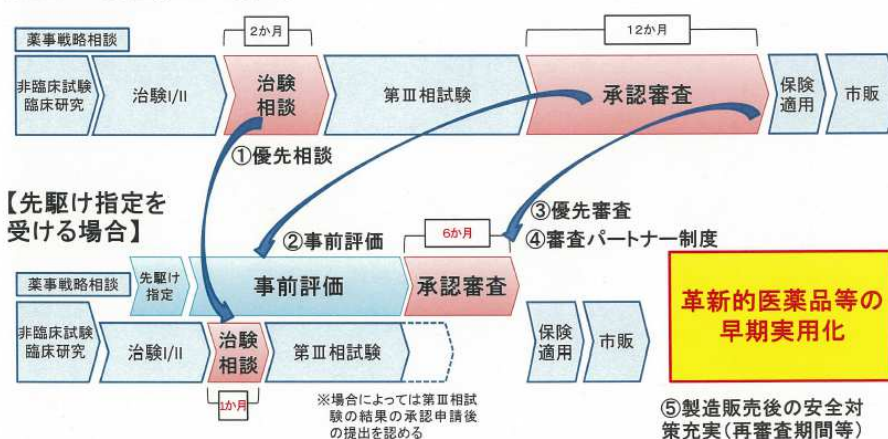 2か月
12か月
薬事戦略相談
非臨床試験
臨床研究
治験I/II
治験
相談
第Ⅲ相試験
承認審査
保険
適用
市販
①優先相談
【先駆け指定を
受ける場合】
②事前評価
6か月
③優先審査
④審査パートナー制度
薬事戦略相談
先駆け
指定
事前評価
承認審査
革新的医薬品等の
早期実用化
非臨床試験
臨床研究
治験I/II
治験
相談
第Ⅲ相試験
保険
適用
市販
1か月
※場合によっては第Ⅲ相試
験の結果の承認申請後
の提出を認める
⑤製造販売後の安全対
策充実(再審査期間等)